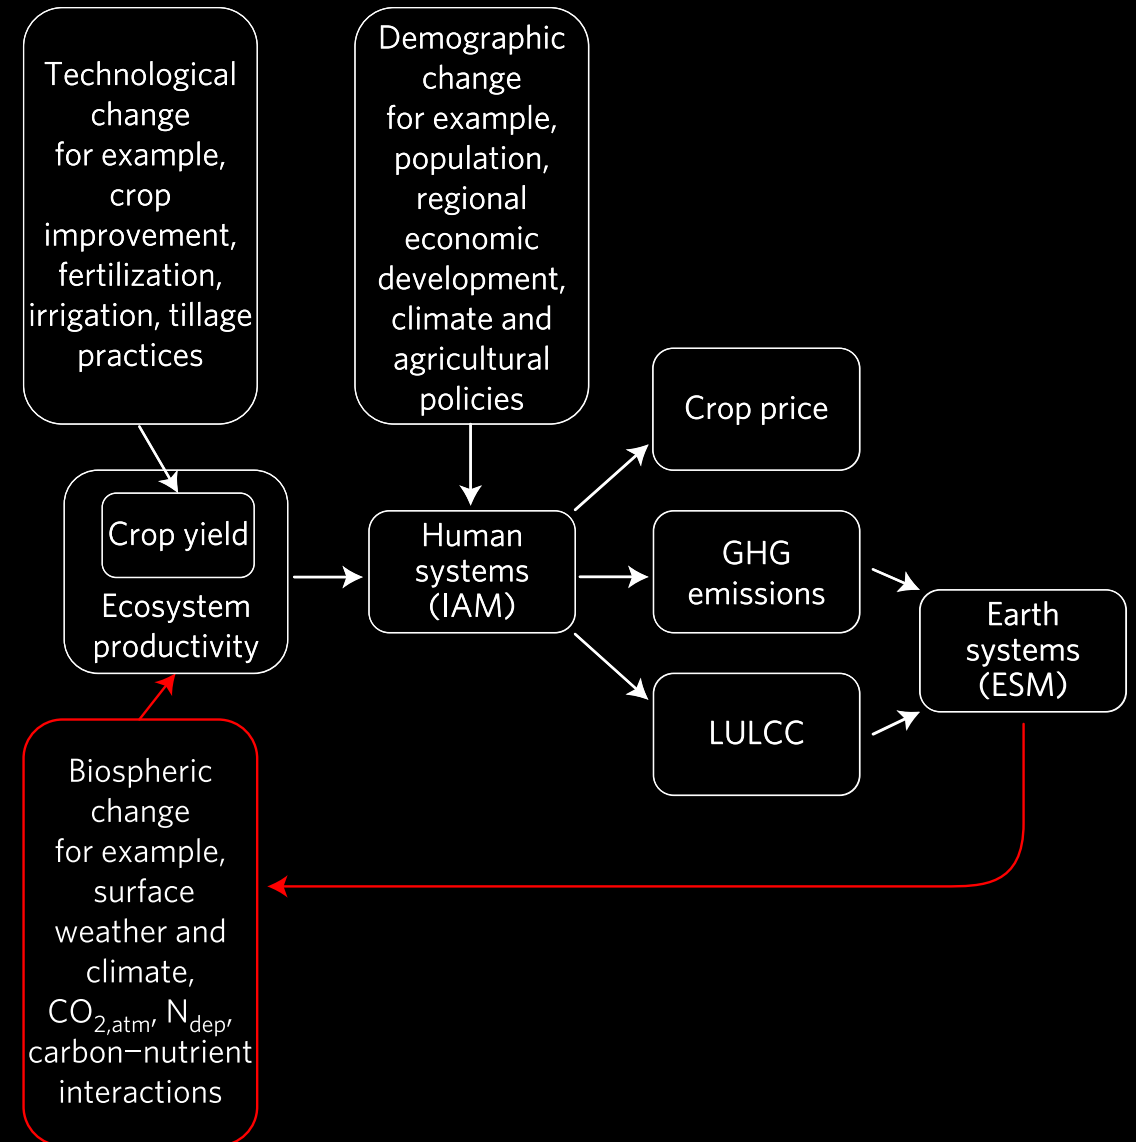 Technological
change
for example,
crop
improvement,
fertilization,
irrigation, tillage
practices
Demographic
change
for example,
population,
regional
economic
development,
climate and
agricultural
policies
Crop price
Crop yield
Ecosystem
productivity
Human
systems
(IAM)
GHG
emissions
Earth
systems
(ESM)
LULCC
Biospheric
change
for example,
surface
weather and
climate,
CO2,atm, Ndep,
carbon–nutrient
interactions